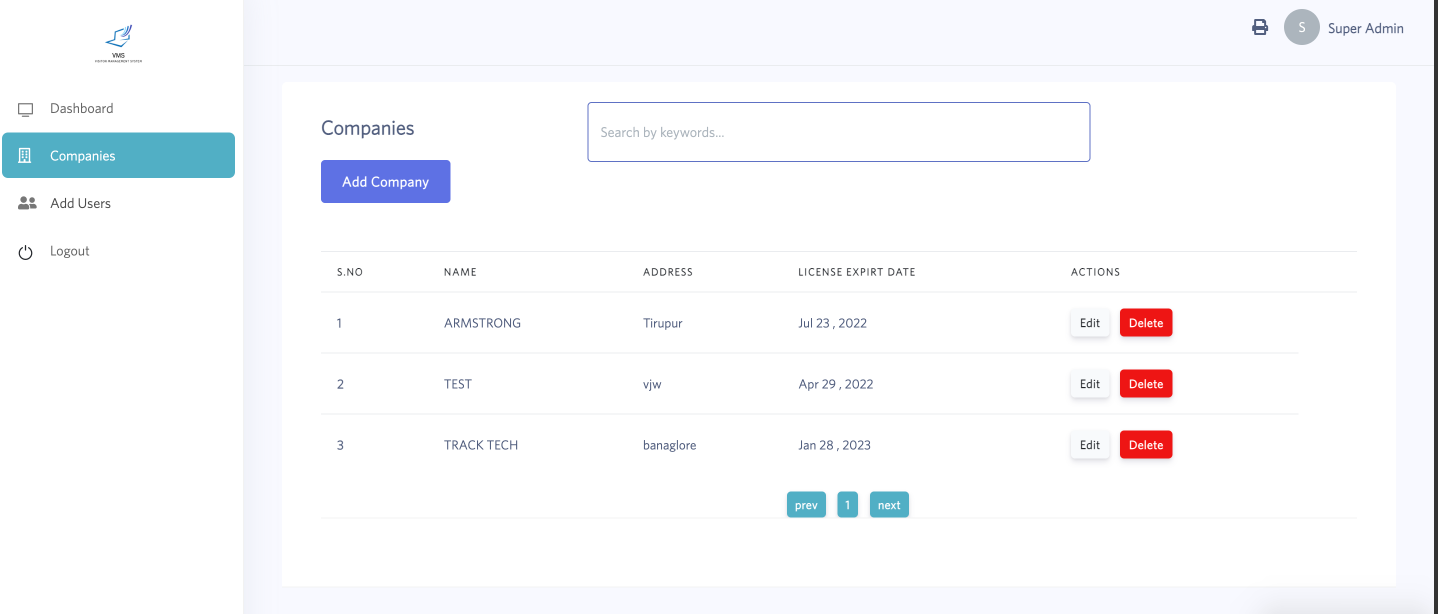 VMS
VISITOR MANAGEMENT SYSTEM
Dashboard
Companies
Add Users
Logout
S Super Admin
Companies
Search by keywords...
Add Company
S.NO NAME ADDRESS LICENSE EXPIRT DATE ACTIONS
1 ARMSTRONG Tirupur Jul 23 , 2022 Edit Delete
2 TEST vjw Apr 29 , 2022 Edit Delete
3 TRACK TECH banaglore Jan 28 , 2023 Edit Delete
prev 1 next